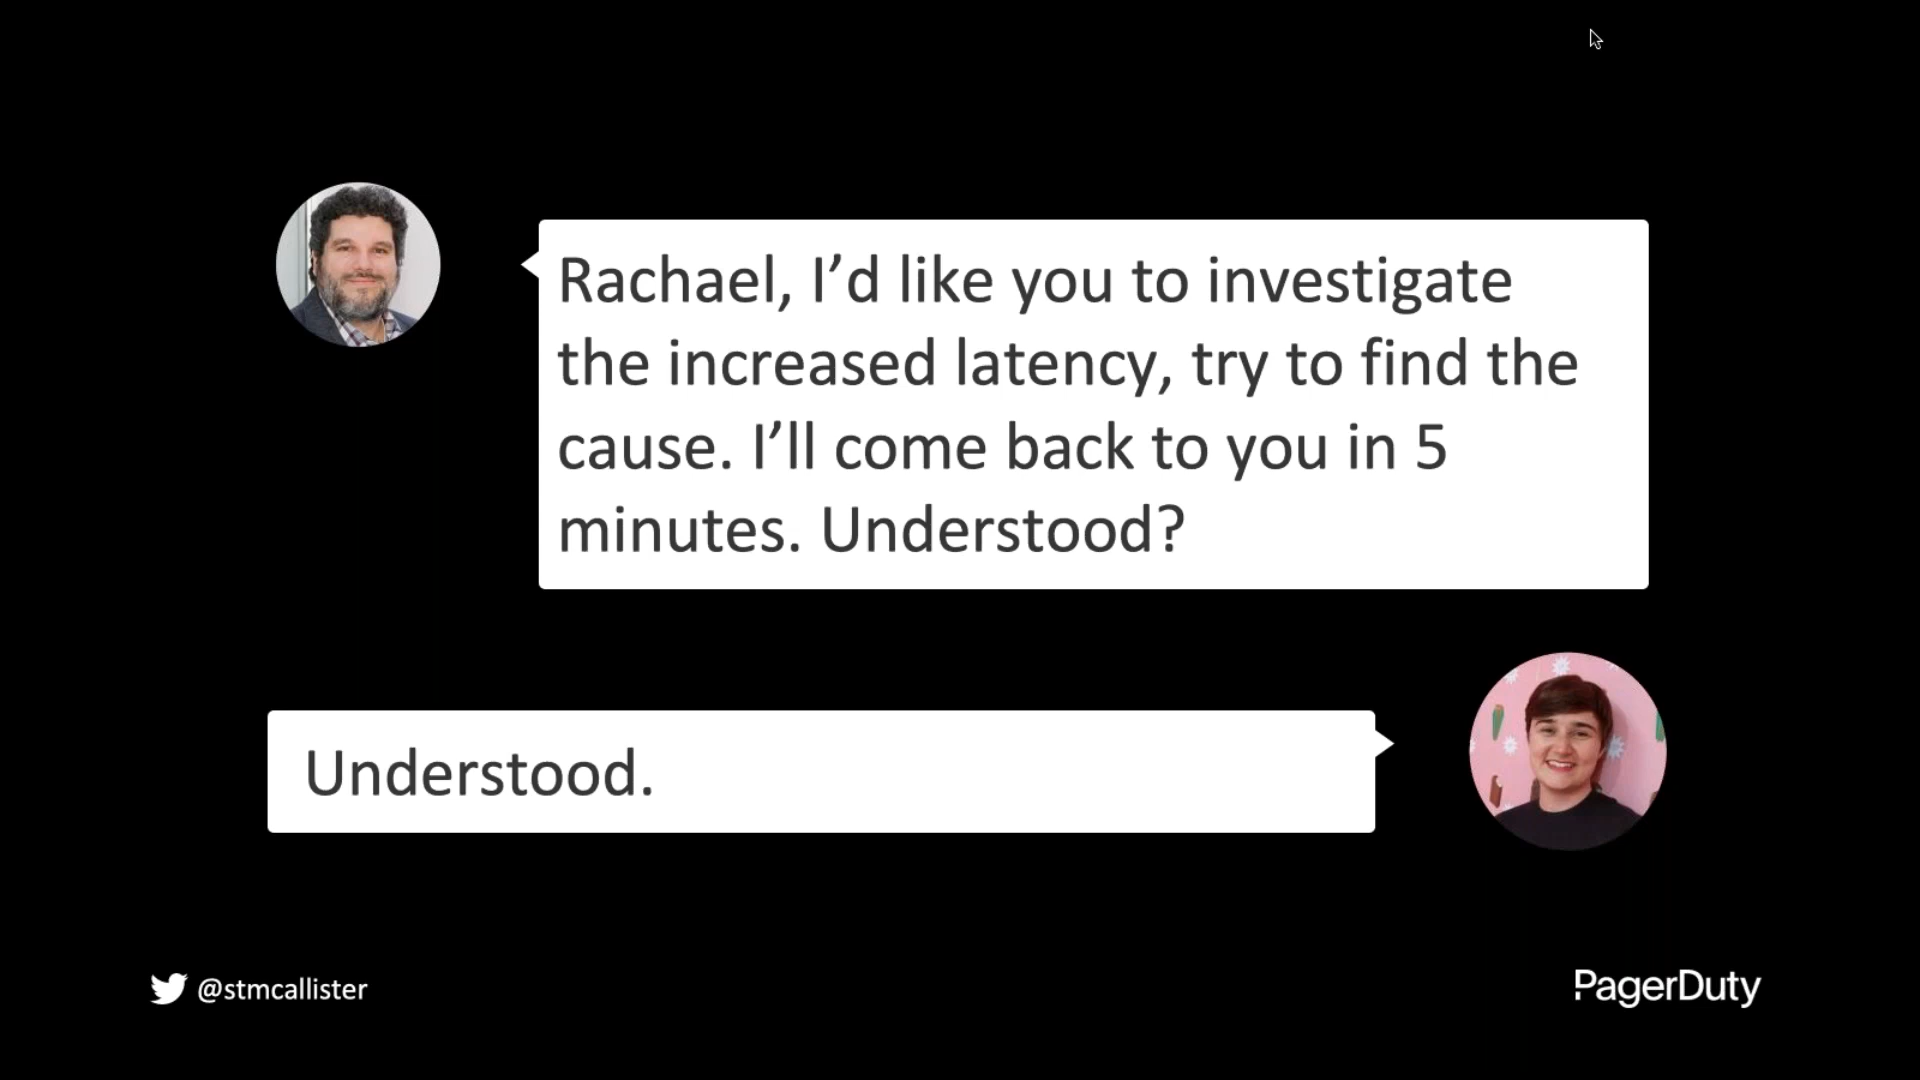 Rachael, I’d like you to investigate
the increased latency, try to find the
cause. I’ll come back to you in 5
minutes. Understood?
Understood.
@stmcallister
PagerDuty